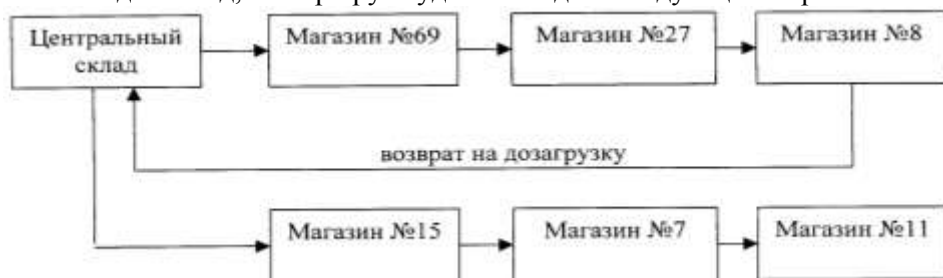 Центральный
склад
Магазин №69
Магазин №27
Магазин №8
возврат на дозагрузку
Магазин №15
Магазин №7
Магазин №11